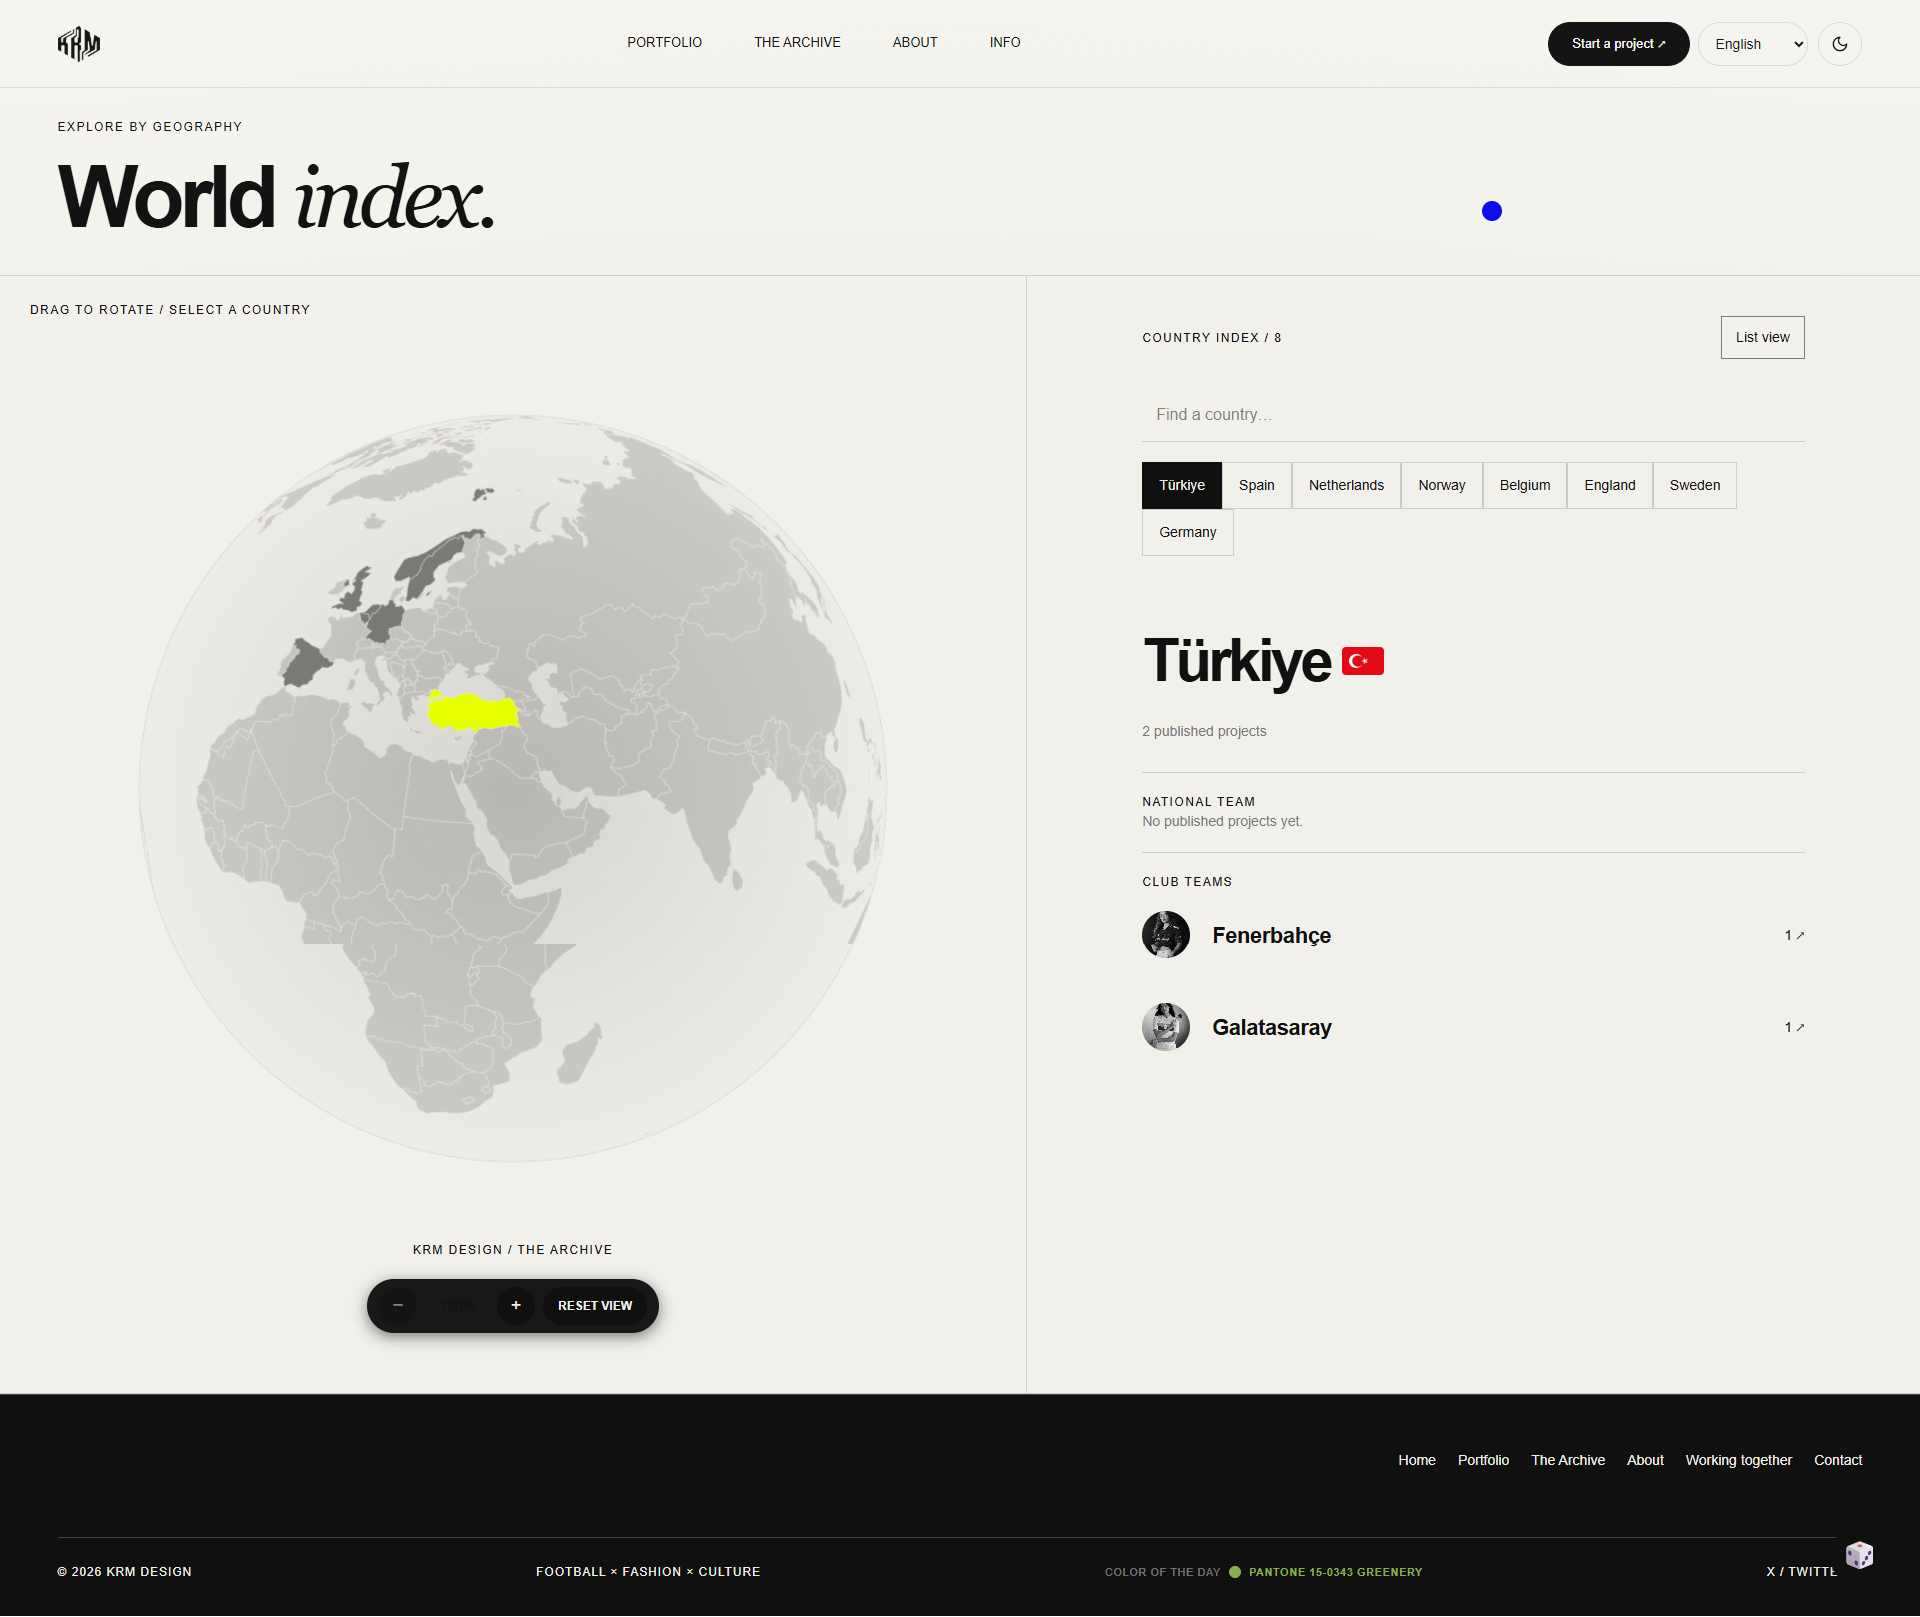 KRM
PORTFOLIO
THE ARCHIVE
ABOUT
INFO
Start a project ↗
English
EXPLORE BY GEOGRAPHY
World index.
DRAG TO ROTATE / SELECT A COUNTRY
COUNTRY INDEX / 8
List view
Find a country…
Türkiye
Spain
Netherlands
Norway
Belgium
England
Sweden
Germany
Türkiye
2 published projects
NATIONAL TEAM
No published projects yet.
CLUB TEAMS
Fenerbahçe
1 ↗
Galatasaray
1 ↗
KRM DESIGN / THE ARCHIVE
− 100% + RESET VIEW
Home
Portfolio
The Archive
About
Working together
Contact
© 2026 KRM DESIGN
FOOTBALL × FASHION × CULTURE
COLOR OF THE DAY
PANTONE 15-0343 GREENERY
X / TWITTE